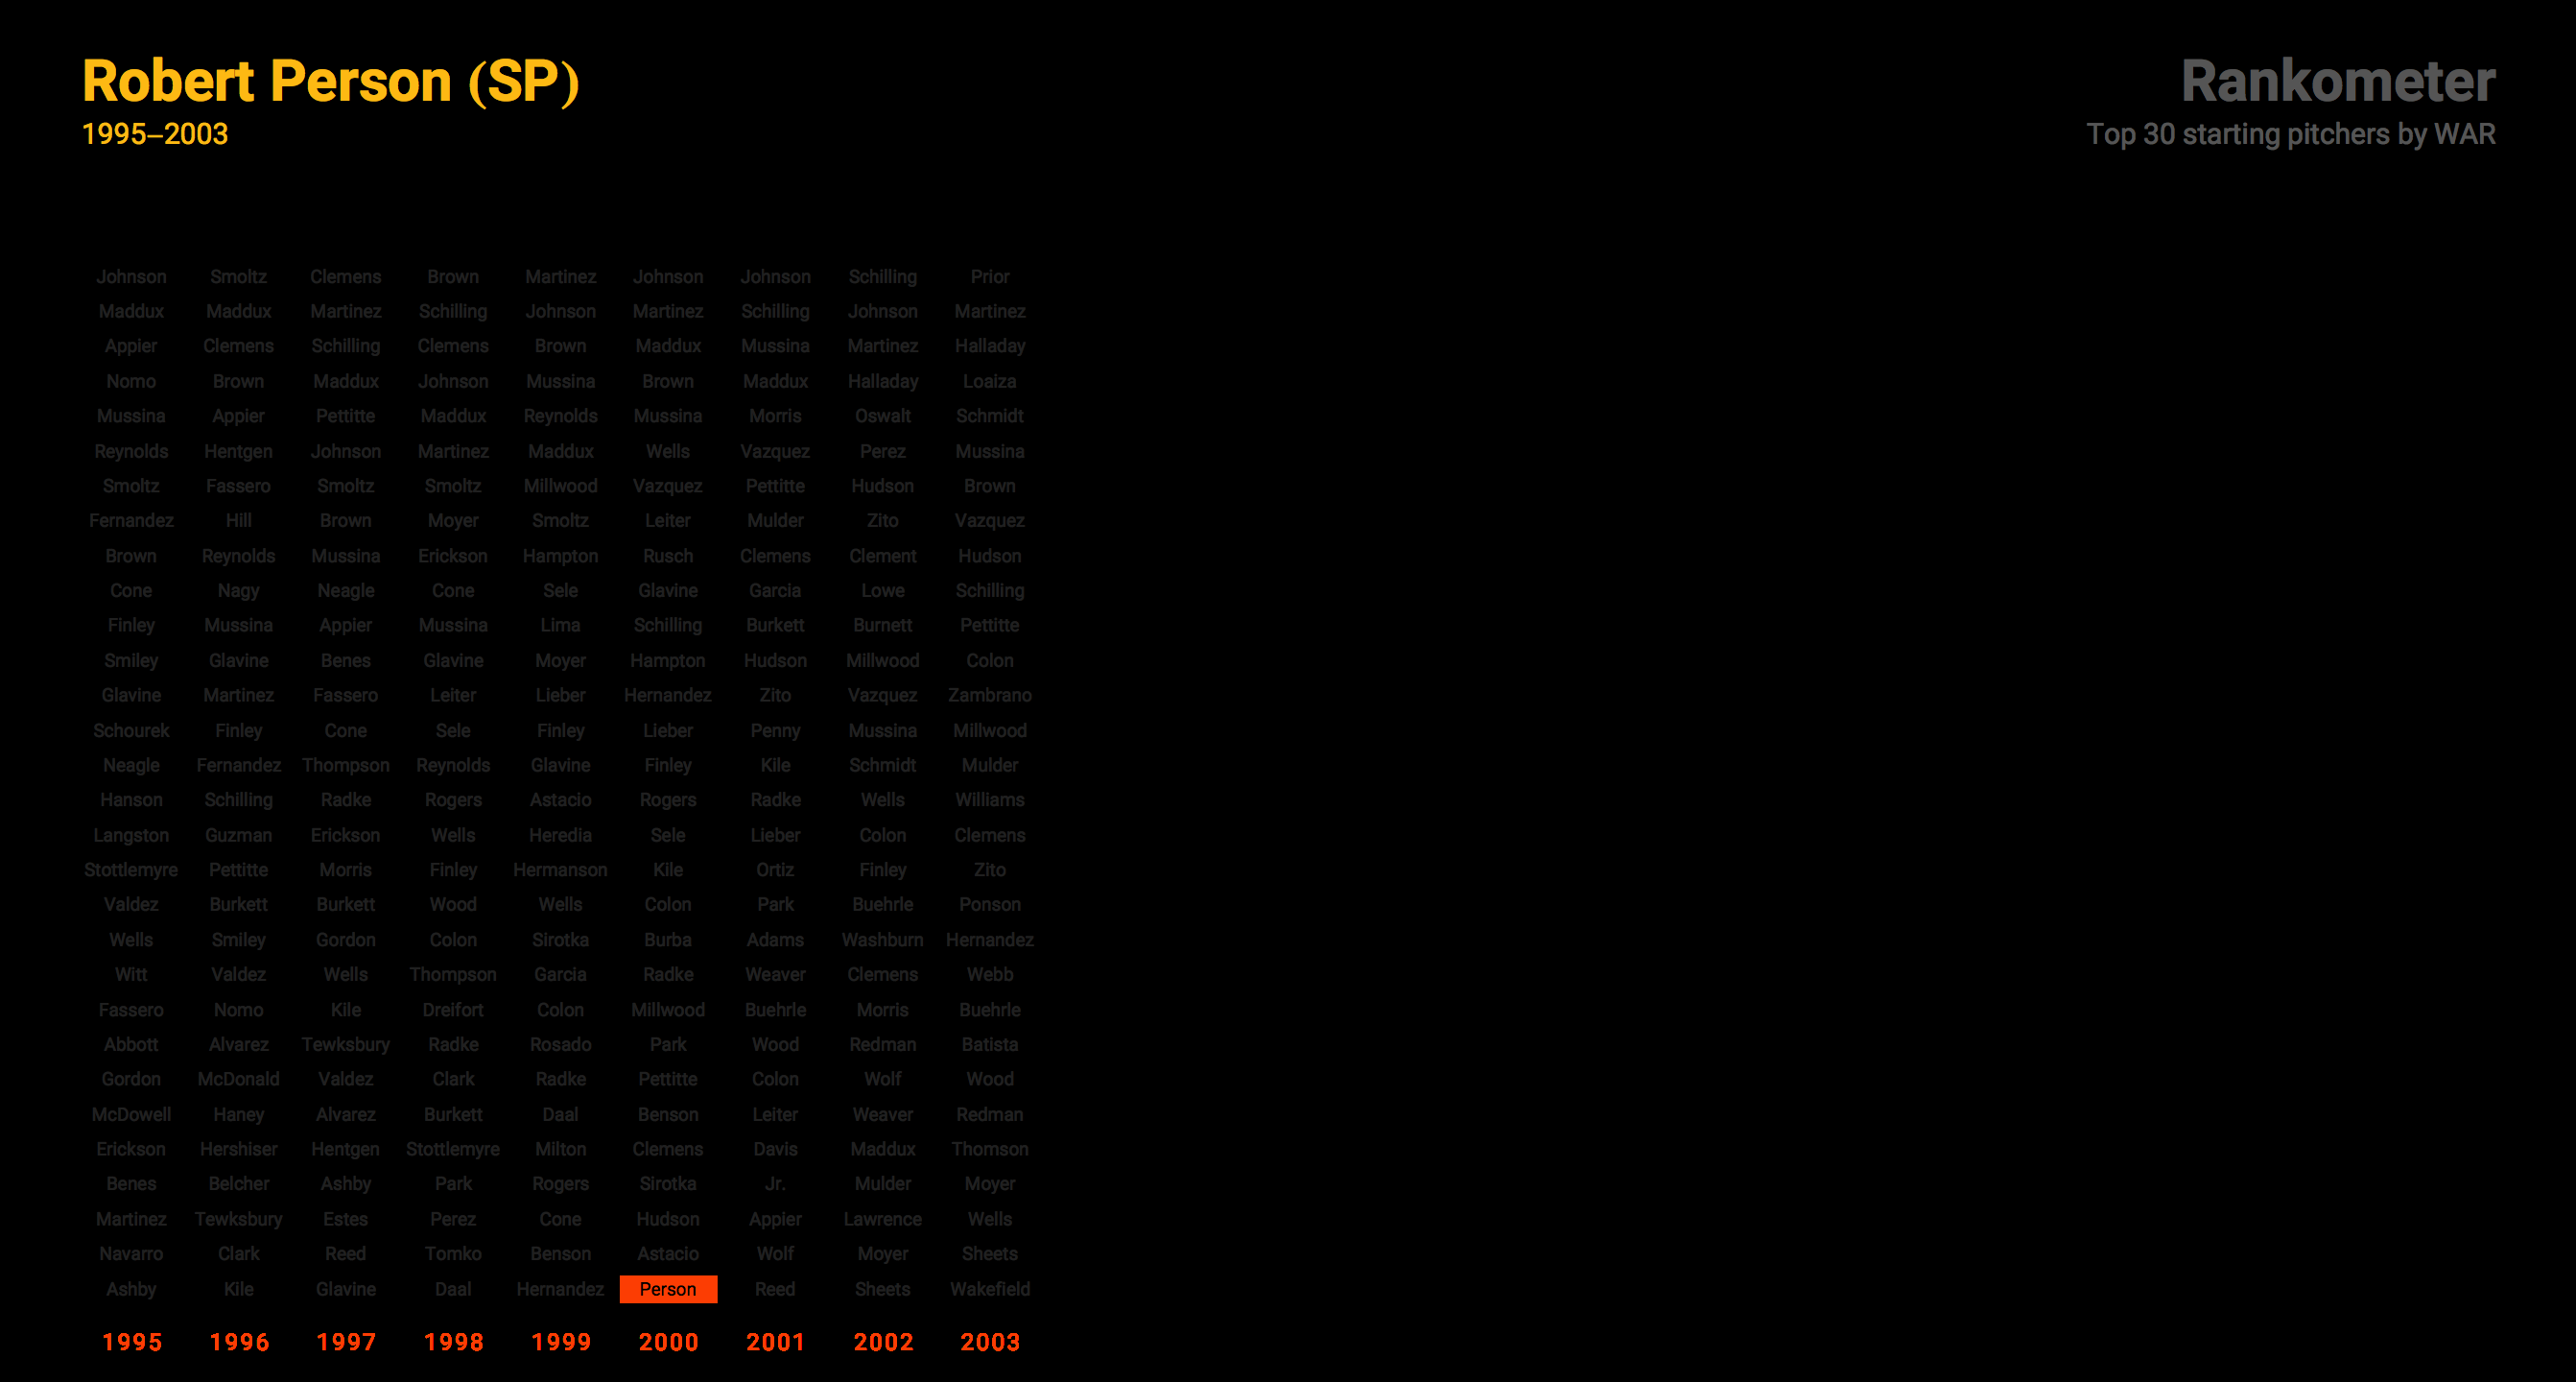 Robert Person (SP)
1995–2003
Rankometer
Top 30 starting pitchers by WAR
Johnson Smoltz Clemens Brown Martinez Johnson Johnson Schilling Prior
Maddux Maddux Martinez Schilling Johnson Martinez Schilling Johnson Martinez
Appier Clemens Schilling Clemens Brown Maddux Mussina Martinez Halladay
Nomo Brown Maddux Johnson Mussina Brown Maddux Halladay Loaiza
Mussina Appier Pettitte Maddux Reynolds Mussina Morris Oswalt Schmidt
Reynolds Hentgen Johnson Martinez Maddux Wells Vazquez Perez Mussina
Smoltz Fassero Smoltz Smoltz Millwood Vazquez Pettitte Hudson Brown
Fernandez Hill Brown Moyer Smoltz Leiter Mulder Zito Vazquez
Brown Reynolds Mussina Erickson Hampton Rusch Clemens Clement Hudson
Cone Nagy Neagle Cone Sele Glavine Garcia Lowe Schilling
Finley Mussina Appier Mussina Lima Schilling Burkett Burnett Pettitte
Smiley Glavine Benes Glavine Moyer Hampton Hudson Millwood Colon
Glavine Martinez Fassero Leiter Lieber Hernandez Zito Vazquez Zambrano
Schourek Finley Cone Sele Finley Lieber Penny Mussina Millwood
Neagle Fernandez Thompson Reynolds Glavine Finley Kile Schmidt Mulder
Hanson Schilling Radke Rogers Astacio Rogers Radke Wells Williams
Langston Guzman Erickson Wells Heredia Sele Lieber Colon Clemens
Stottlemyre Pettitte Morris Finley Hermanson Kile Ortiz Finley Zito
Valdez Burkett Burkett Wood Wells Colon Park Buehrle Ponson
Wells Smiley Gordon Colon Sirotka Burba Adams Washburn Hernandez
Witt Valdez Wells Thompson Garcia Radke Weaver Clemens Webb
Fassero Nomo Kile Dreifort Colon Millwood Buehrle Morris Buehrle
Abbott Alvarez Tewksbury Radke Rosado Park Wood Redman Batista
Gordon McDonald Valdez Clark Radke Pettitte Colon Wolf Wood
McDowell Haney Alvarez Burkett Daal Benson Leiter Weaver Redman
Erickson Hershiser Hentgen Stottlemyre Milton Clemens Davis Maddux Thomson
Benes Belcher Ashby Park Rogers Sirotka Jr. Mulder Moyer
Martinez Tewksbury Estes Perez Cone Hudson Appier Lawrence Wells
Navarro Clark Reed Tomko Benson Astacio Wolf Moyer Sheets
Ashby Kile Glavine Daal Hernandez Person Reed Sheets Wakefield
1995 1996 1997 1998 1999 2000 2001 2002 2003